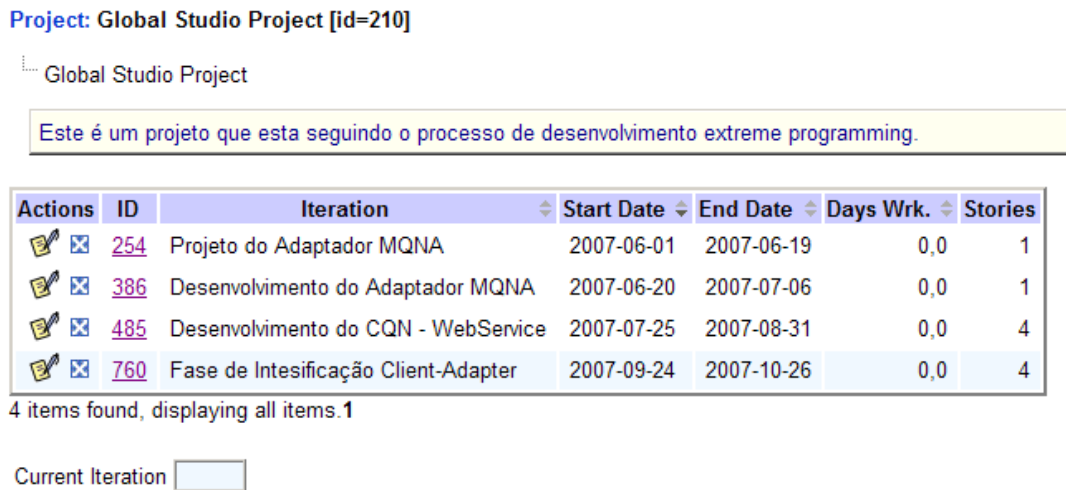 Project: Global Studio Project [id=210]
Global Studio Project
Este é um projeto que esta seguindo o processo de desenvolvimento extreme programming.
Actions ID Iteration Start Date End Date Days Wrk. Stories
254 Projeto do Adaptador MQNA 2007-06-01 2007-06-19 0,0 1
386 Desenvolvimento do Adaptador MQNA 2007-06-20 2007-07-06 0,0 1
485 Desenvolvimento do CQN - WebService 2007-07-25 2007-08-31 0,0 4
760 Fase de Intesificação Client-Adapter 2007-09-24 2007-10-26 0,0 4
4 items found, displaying all items.1
Current Iteration